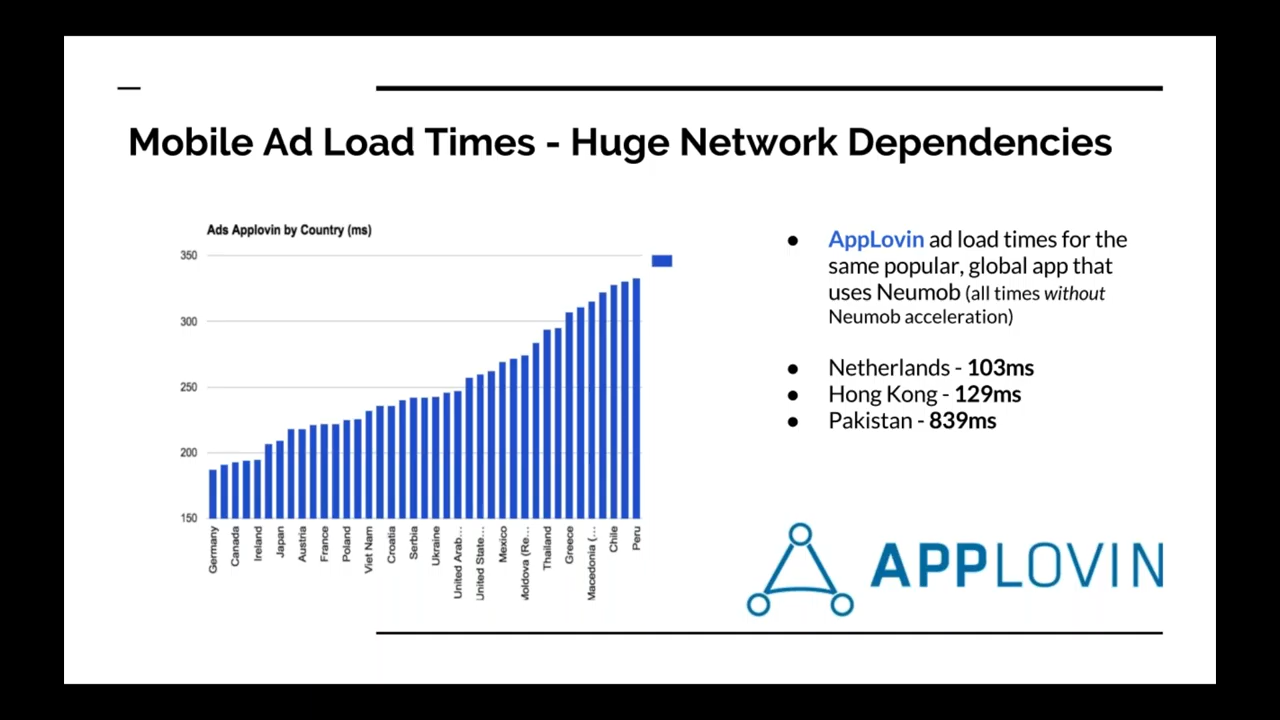 Mobile Ad Load Times - Huge Network Dependencies
Ads Applovin by Country (ms)
350
300
250
200
150
Germany
Canada
Ireland
Japan
Austria
France
Poland
Viet Nam
Croatia
Serbia
Ukraine
United Arab...
United State...
Mexico
Moldova (Re...
Thailand
Greece
Macedonia (...
Chile
Peru
● AppLovin ad load times for the
same popular, global app that
uses Neumob (all times without
Neumob acceleration)
● Netherlands - 103ms
● Hong Kong - 129ms
● Pakistan - 839ms
APPLOVIN